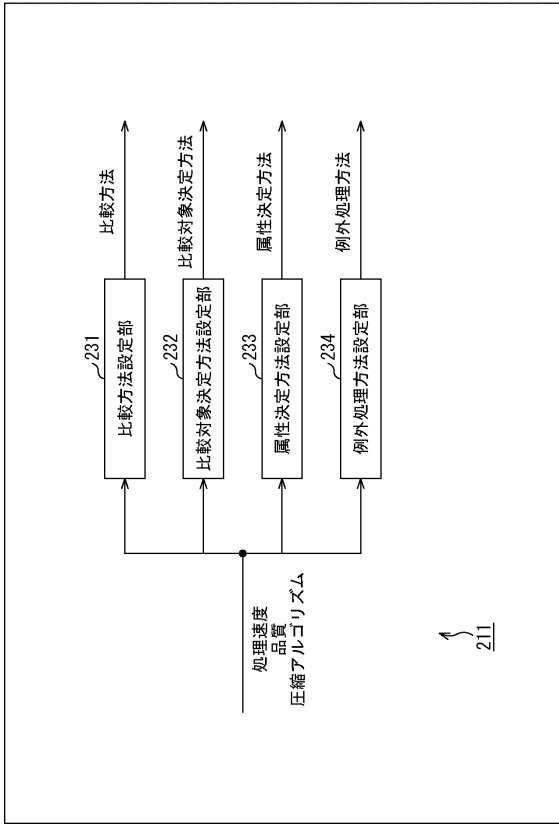 処理速度
品質
圧縮アルゴリズム
231
比較方法設定部
比較方法
232
比較対象決定方法設定部
比較対象決定方法
233
属性決定方法設定部
属性決定方法
234
例外処理方法設定部
例外処理方法
211